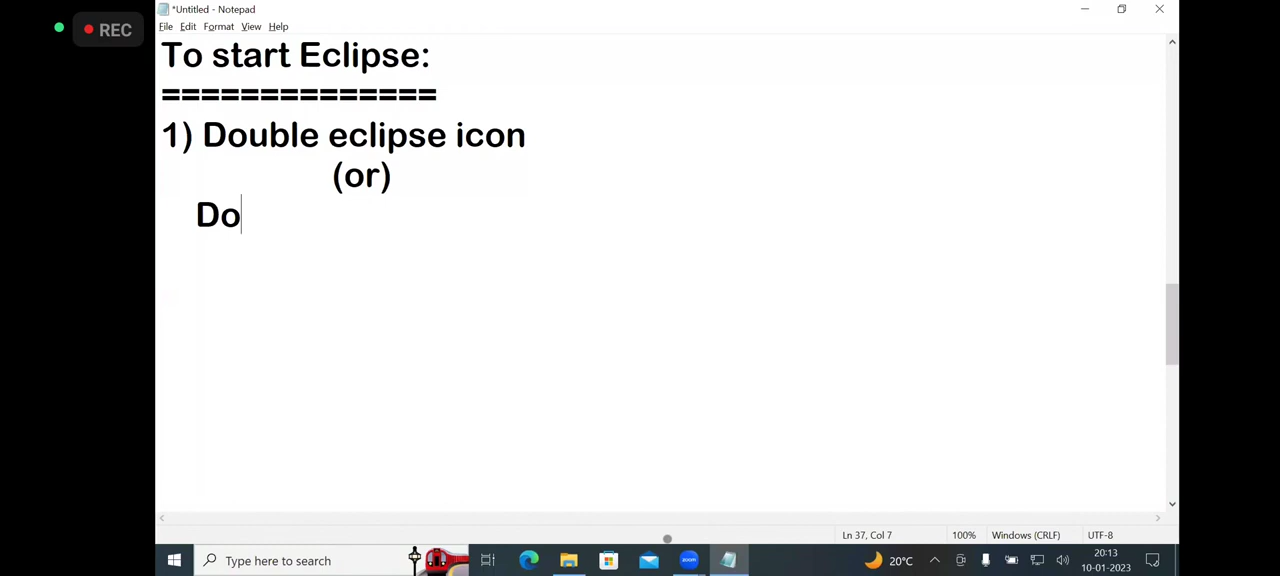 *Untitled - Notepad
REC
File Edit Format View Help
To start Eclipse:
==============
1) Double eclipse icon
(or)
Do
Ln 37, Col 7 100% Windows (CRLF) UTF-8
Type here to search
zoom
20°C
20:13
10-01-2023